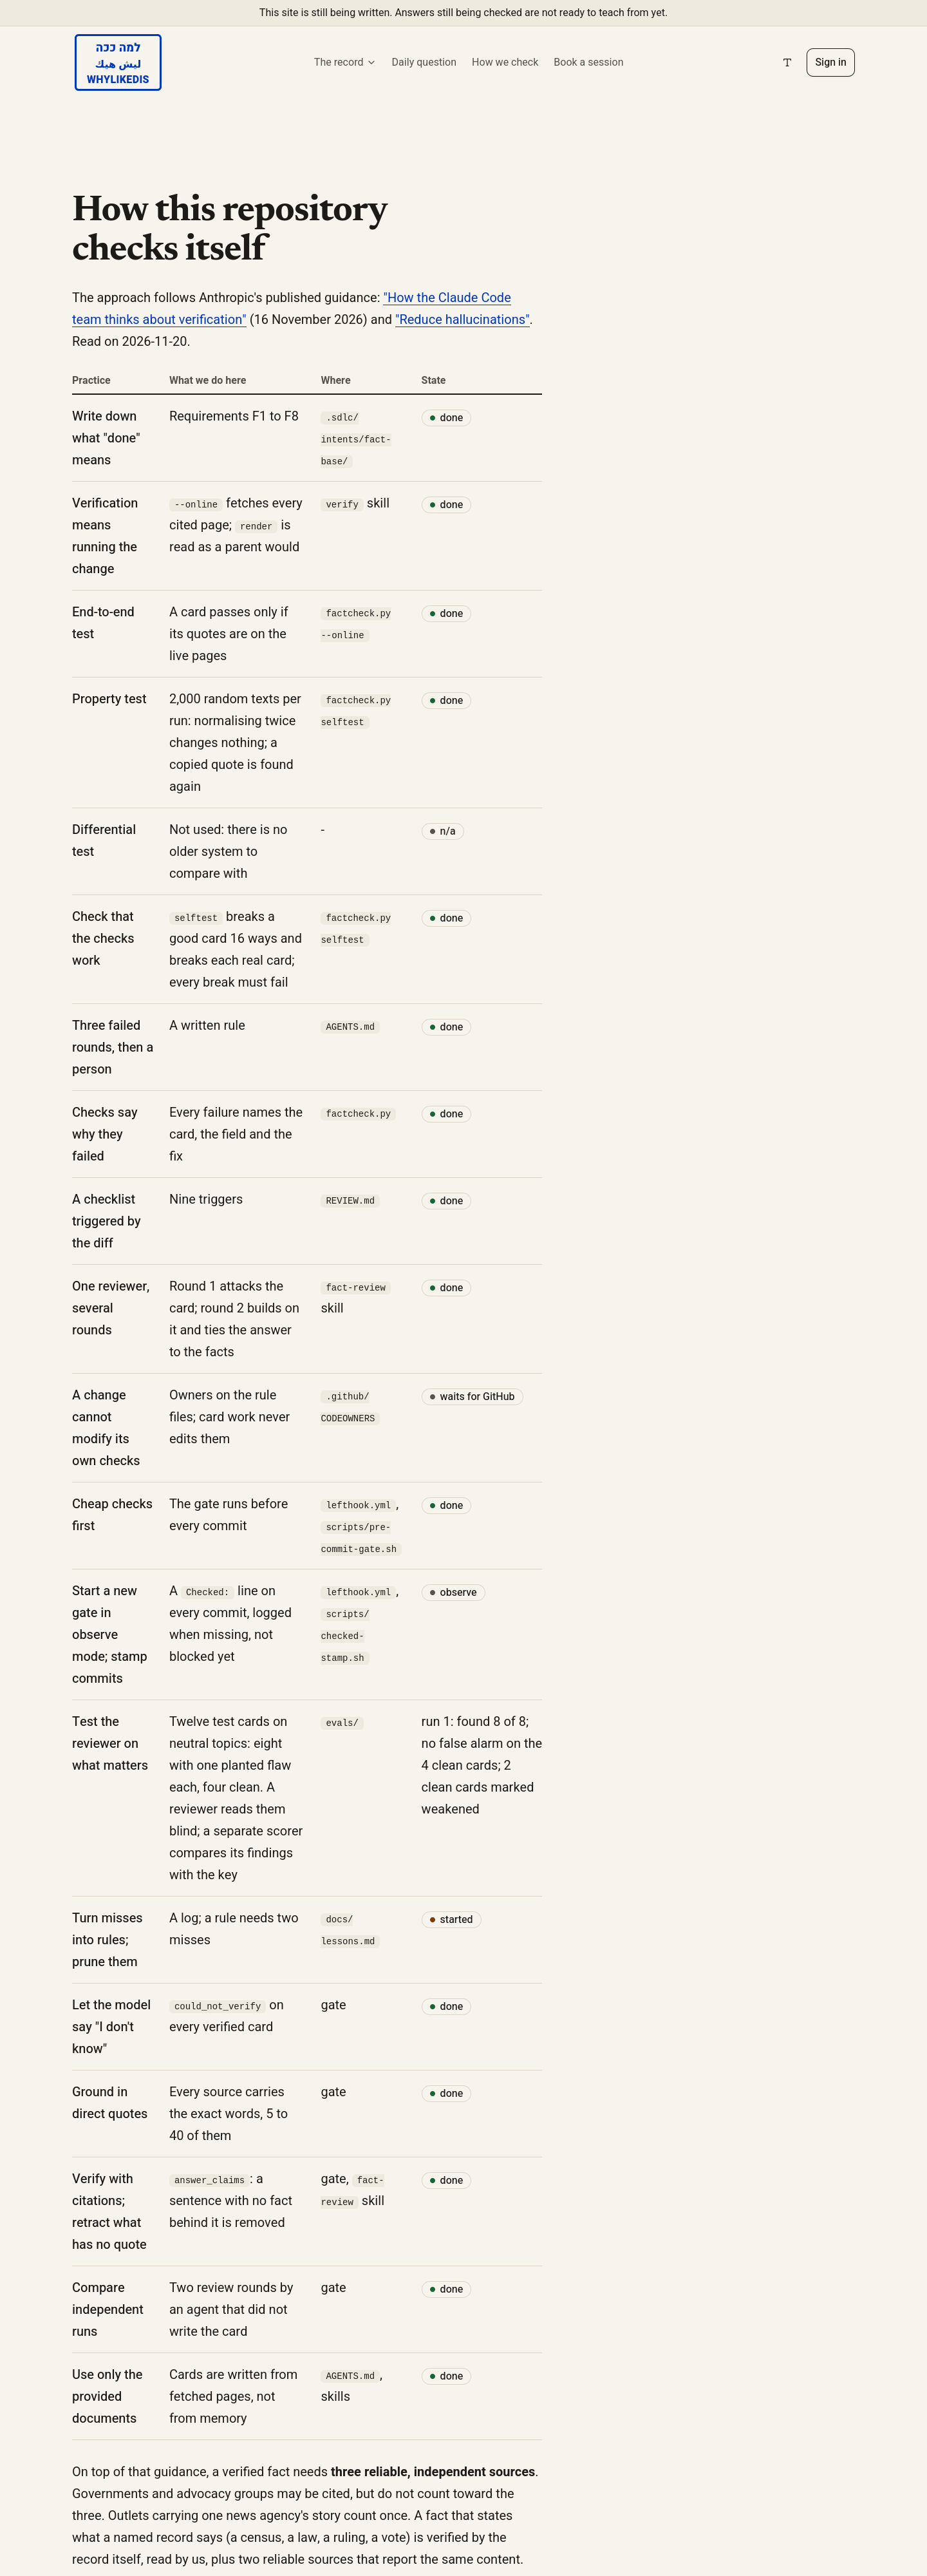 This site is still being written. Answers still being checked are not ready to teach from yet.
למה ככה
ليش هيك
WHYLIKEDIS
The record
Daily question
How we check
Book a session
T
Sign in
How this repository
checks itself
The approach follows Anthropic's published guidance: "How the Claude Code
team thinks about verification" (16 November 2026) and "Reduce hallucinations".
Read on 2026-11-20.
Practice
What we do here
Where
State
Write down
what "done"
means
Requirements F1 to F8
.sdlc/
intents/fact-
base/
done
Verification
means
running the
change
--online fetches every
cited page; render is
read as a parent would
verify skill
done
End-to-end
test
A card passes only if
its quotes are on the
live pages
factcheck.py
--online
done
Property test
2,000 random texts per
run: normalising twice
changes nothing; a
copied quote is found
again
factcheck.py
selftest
done
Differential
test
Not used: there is no
older system to
compare with
-
n/a
Check that
the checks
work
selftest breaks a
good card 16 ways and
breaks each real card;
every break must fail
factcheck.py
selftest
done
Three failed
rounds, then a
person
A written rule
AGENTS.md
done
Checks say
why they
failed
Every failure names the
card, the field and the
fix
factcheck.py
done
A checklist
triggered by
the diff
Nine triggers
REVIEW.md
done
One reviewer,
several
rounds
Round 1 attacks the
card; round 2 builds on
it and ties the answer
to the facts
fact-review
skill
done
A change
cannot
modify its
own checks
Owners on the rule
files; card work never
edits them
.github/
CODEOWNERS
waits for GitHub
Cheap checks
first
The gate runs before
every commit
lefthook.yml,
scripts/pre-
commit-gate.sh
done
Start a new
gate in
observe
mode; stamp
commits
A Checked: line on
every commit, logged
when missing, not
blocked yet
lefthook.yml,
scripts/
checked-
stamp.sh
observe
Test the
reviewer on
what matters
Twelve test cards on
neutral topics: eight
with one planted flaw
each, four clean. A
reviewer reads them
blind; a separate scorer
compares its findings
with the key
evals/
run 1: found 8 of 8;
no false alarm on the
4 clean cards; 2
clean cards marked
weakened
Turn misses
into rules;
prune them
A log; a rule needs two
misses
docs/
lessons.md
started
Let the model
say "I don't
know"
could_not_verify on
every verified card
gate
done
Ground in
direct quotes
Every source carries
the exact words, 5 to
40 of them
gate
done
Verify with
citations;
retract what
has no quote
answer_claims: a
sentence with no fact
behind it is removed
gate, fact-
review skill
done
Compare
independent
runs
Two review rounds by
an agent that did not
write the card
gate
done
Use only the
provided
documents
Cards are written from
fetched pages, not
from memory
AGENTS.md,
skills
done
On top of that guidance, a verified fact needs three reliable, independent sources.
Governments and advocacy groups may be cited, but do not count toward the
three. Outlets carrying one news agency's story count once. A fact that states
what a named record says (a census, a law, a ruling, a vote) is verified by the
record itself, read by us, plus two reliable sources that report the same content.